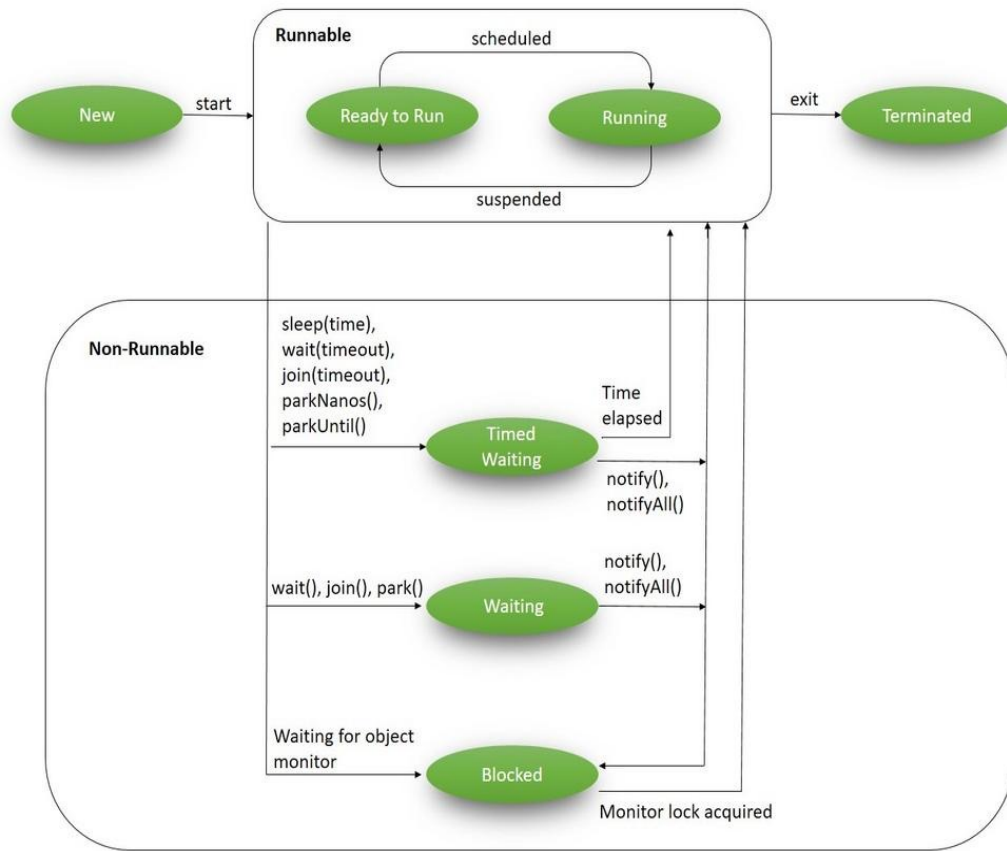 Runnable
scheduled
New
start
Ready to Run
Running
exit
Terminated
suspended
Non-Runnable
sleep(time),
wait(timeout),
join(timeout),
parkNanos(),
parkUntil()
Timed
Waiting
Time
elapsed
notify(),
notifyAll()
wait(), join(), park()
Waiting
notify(),
notifyAll()
Waiting for object
monitor
Blocked
Monitor lock acquired